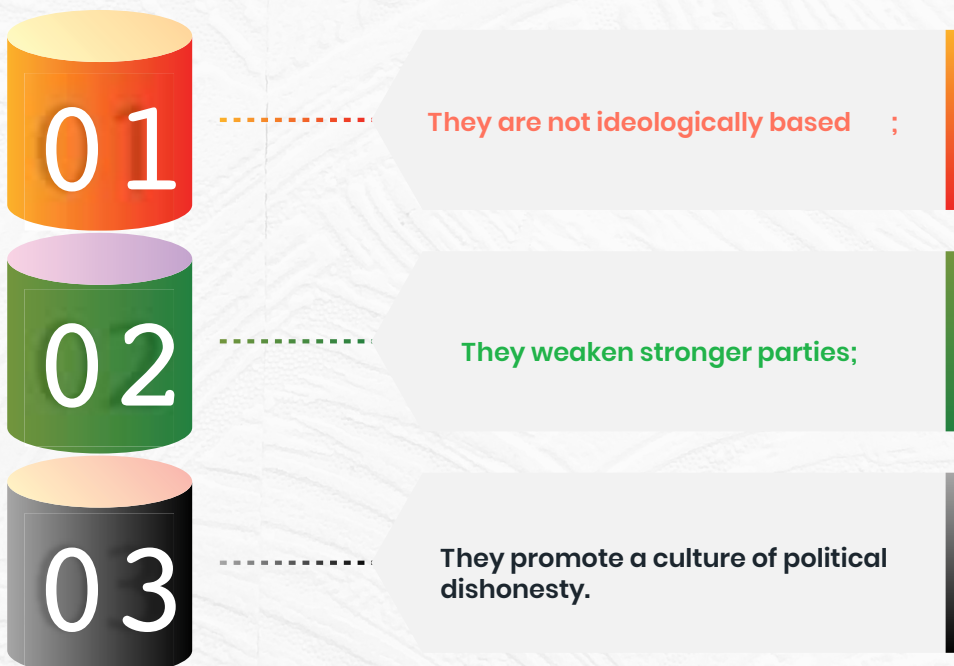 01
They are not ideologically based ;
02
They weaken stronger parties;
03
They promote a culture of political
dishonesty.